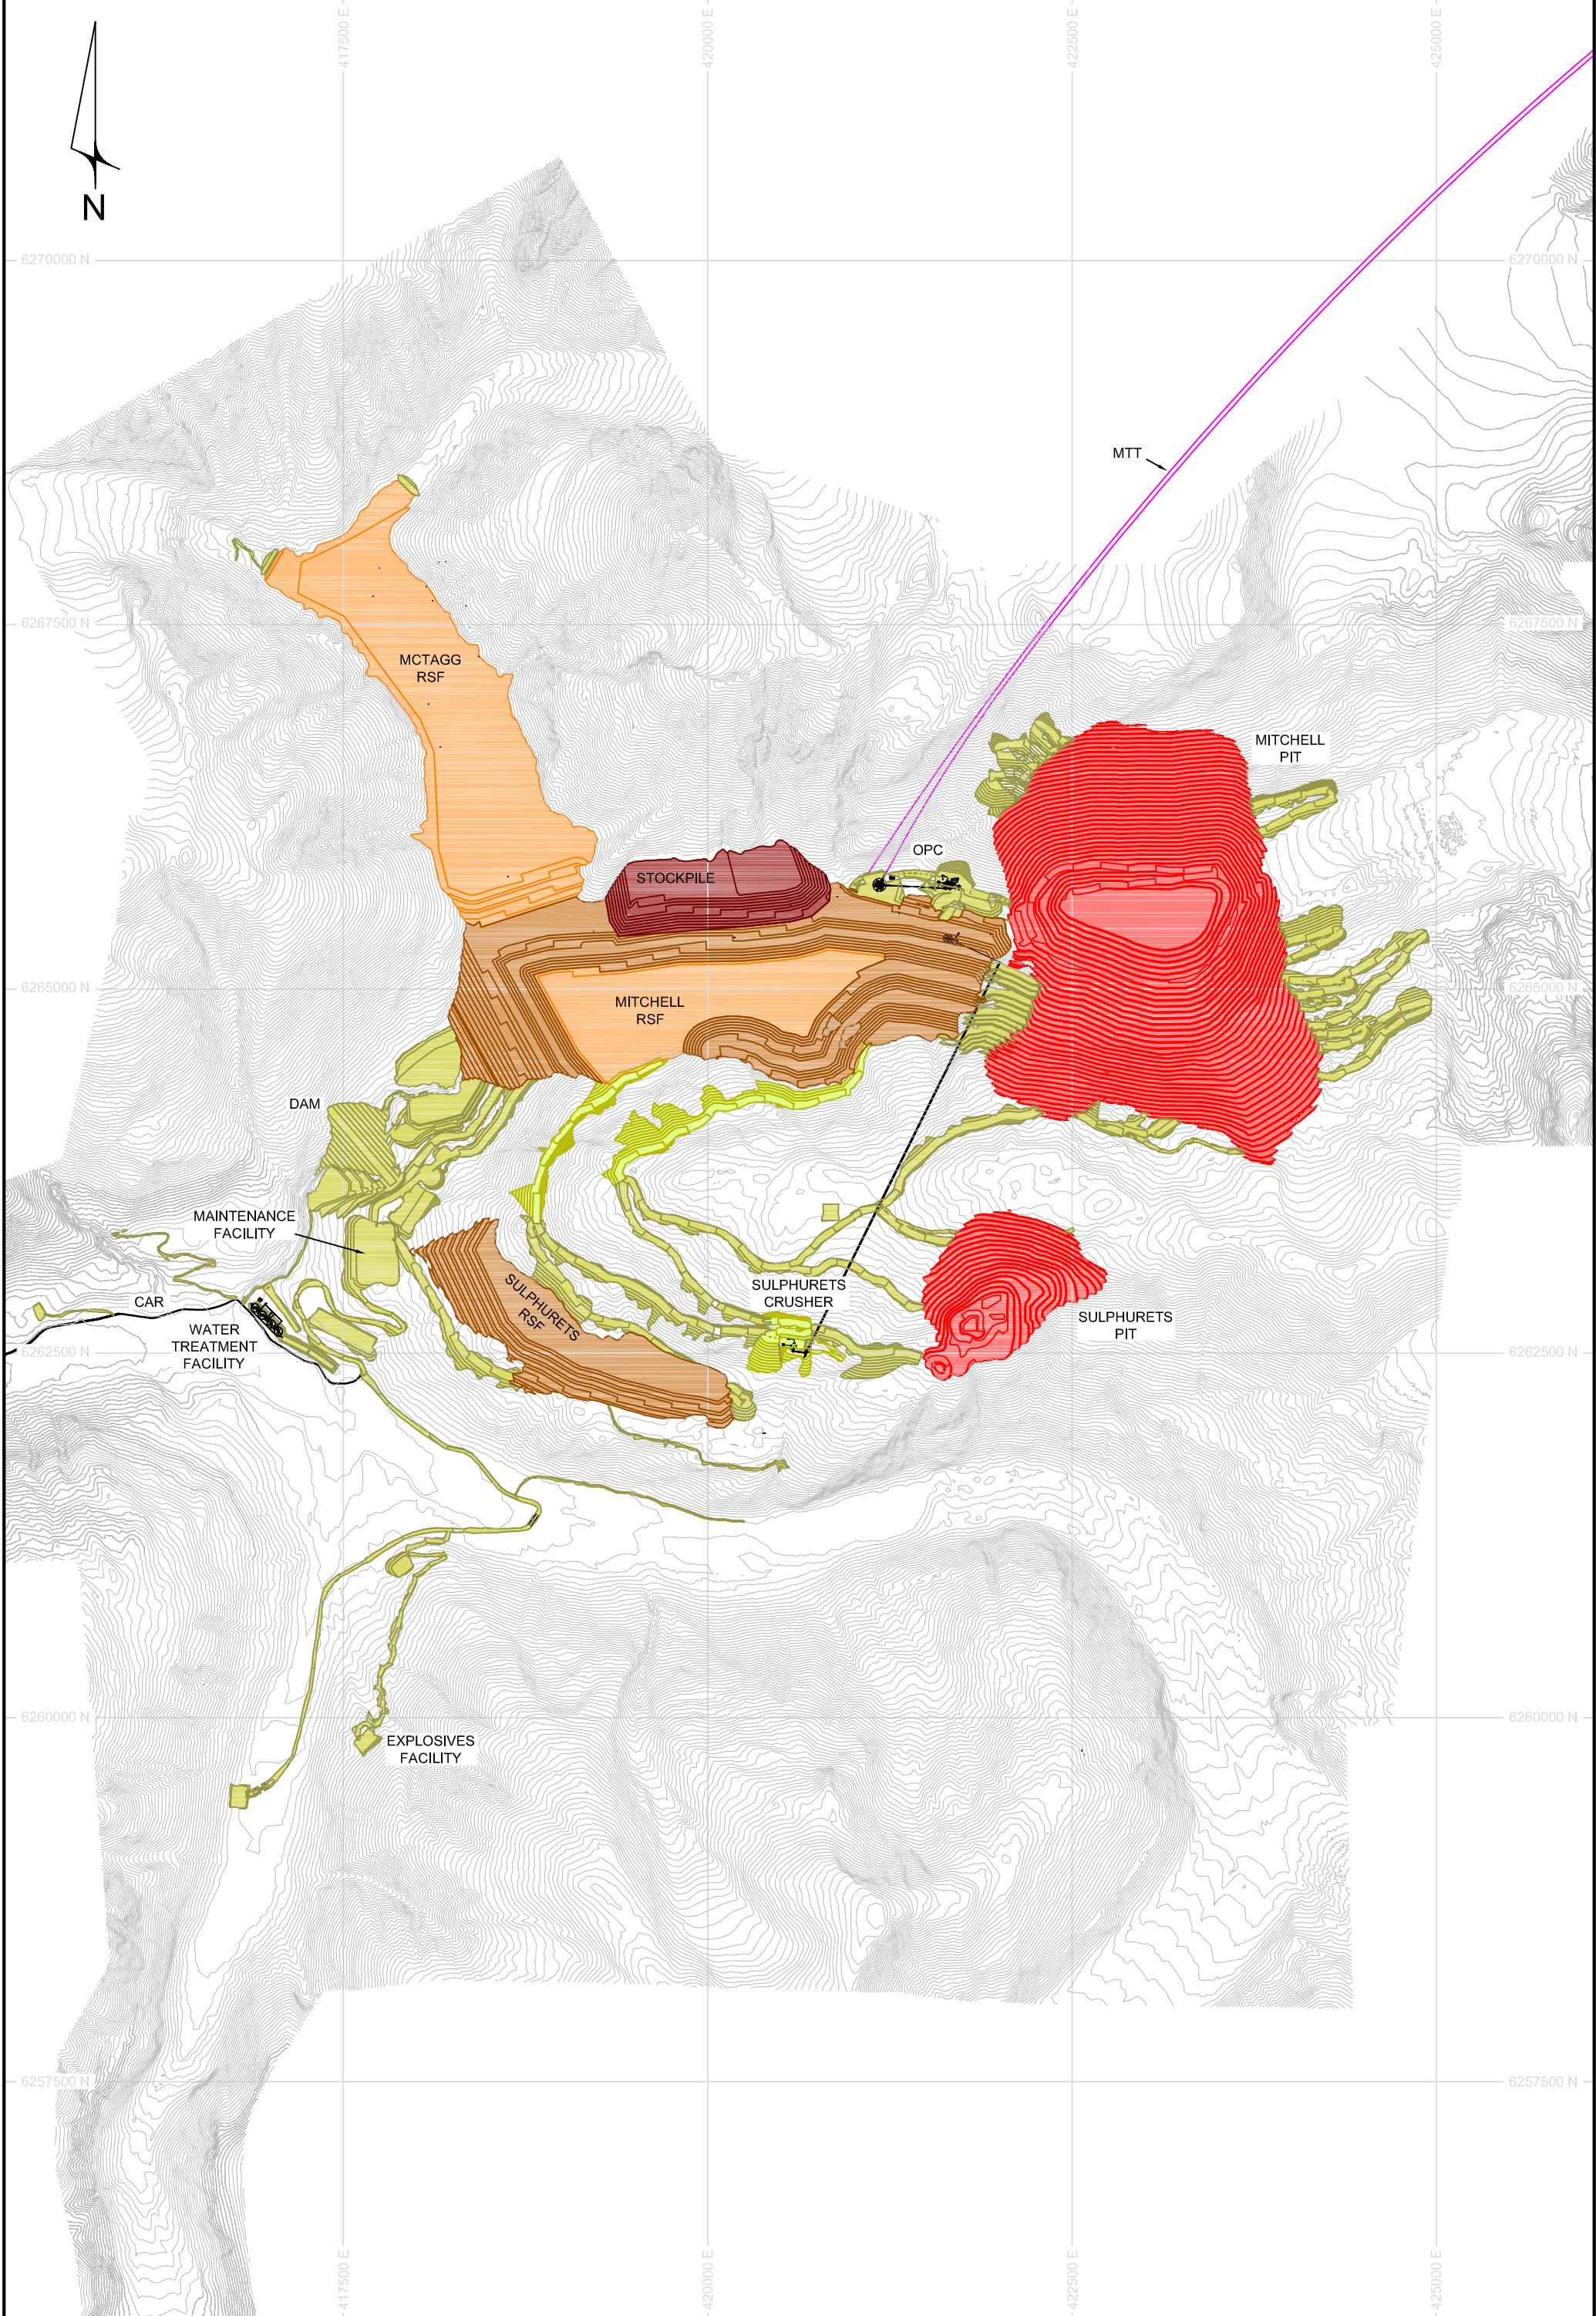 417500 E
420000 E
422500 E
425000 E
N
6270000 N
6270000 N
MTT
6267500 N
6267500 N
MCTAGG
RSF
MITCHELL
PIT
OPC
STOCKPILE
6265000 N
6265000 N
MITCHELL
RSF
DAM
MAINTENANCE
FACILITY
SULPHURETS
RSF
SULPHURETS
CRUSHER
CAR
SULPHURETS
PIT
WATER
TREATMENT
FACILITY
6262500 N
6262500 N
6260000 N
6260000 N
EXPLOSIVES
FACILITY
6257500 N
6257500 N
417500 E
420000 E
422500 E
425000 E